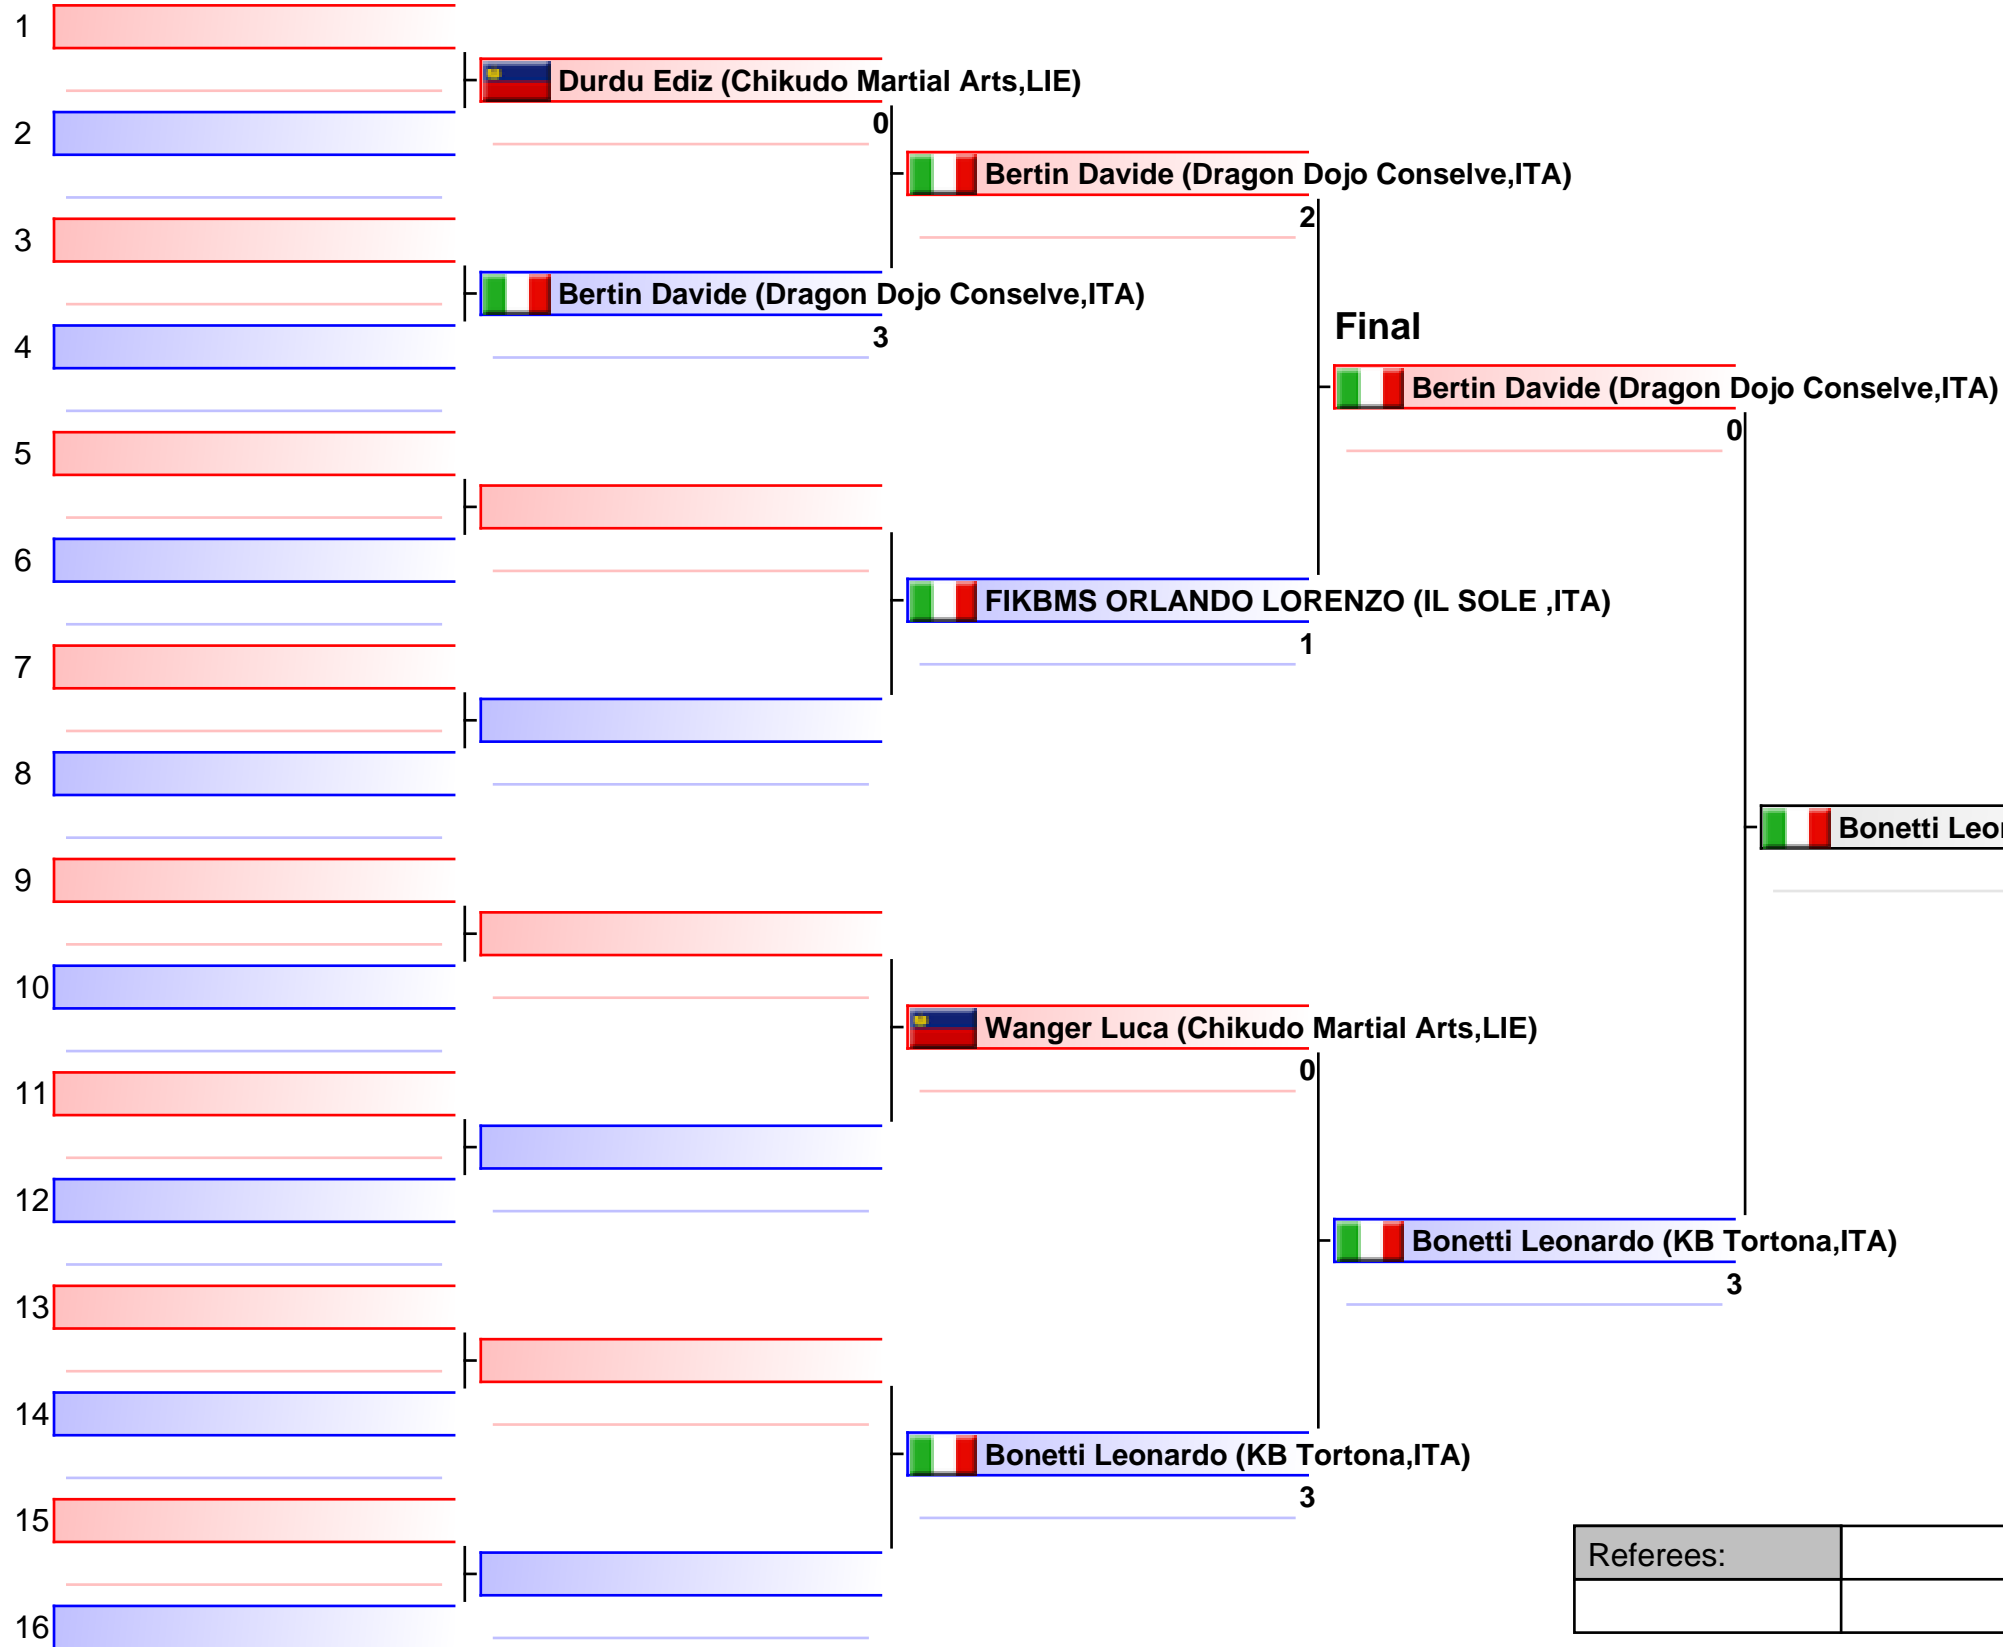 1
Durdu Ediz (Chikudo Martial Arts,LIE)
0
2
Bertin Davide (Dragon Dojo Conselve,ITA)
2
3
Bertin Davide (Dragon Dojo Conselve,ITA)
3
4
Final
Bertin Davide (Dragon Dojo Conselve,ITA)
0
5
6
FIKBMS ORLANDO LORENZO (IL SOLE ,ITA)
1
7
8
Bonetti Leo
9
10
Wanger Luca (Chikudo Martial Arts,LIE)
0
11
12
Bonetti Leonardo (KB Tortona,ITA)
3
13
14
Bonetti Leonardo (KB Tortona,ITA)
3
15
Referees:
16